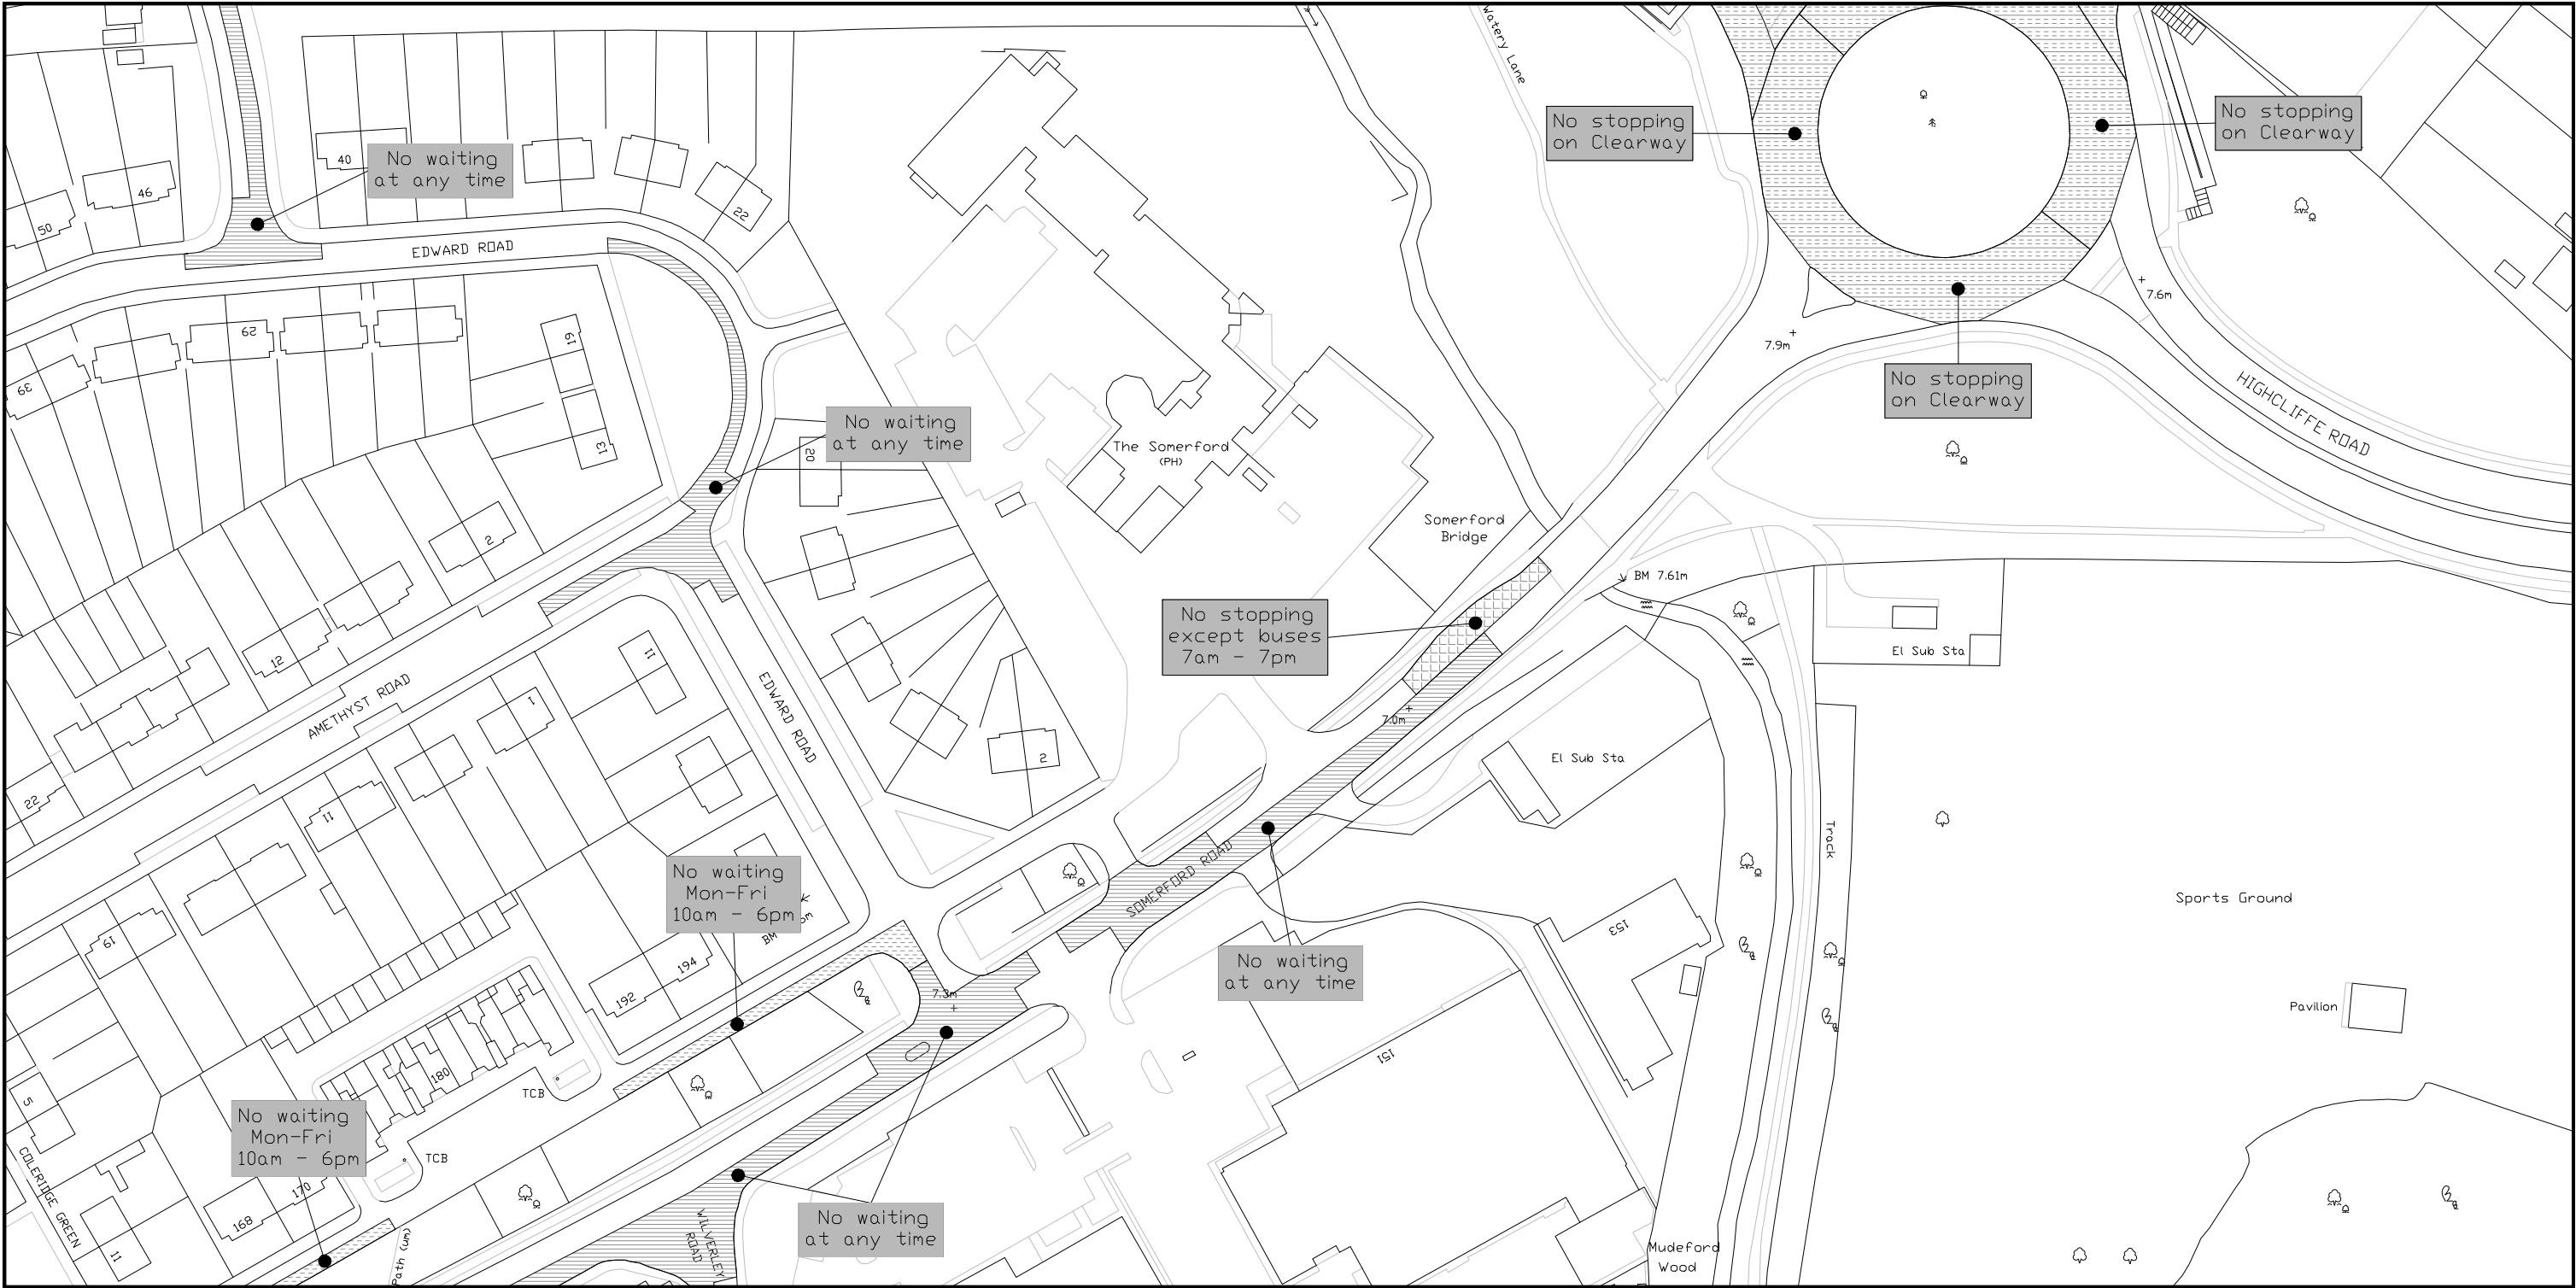 Watery Lane
No stopping
on Clearway
No stopping
on Clearway
No waiting
at any time
40
46
50
22
EDWARD ROAD
7.6m
29
19
39
7.9m
No stopping
on Clearway
HIGHCLIFFE ROAD
No waiting
at any time
20
13
The Somerford
(PH)
Somerford
Bridge
2
BM 7.61m
No stopping
except buses
7am - 7pm
El Sub Sta
12
11
AMETHYST ROAD
EDWARD ROAD
1
7.0m
2
El Sub Sta
22
11
Track
No waiting
Mon-Fri
10am - 6pm
BM
SOMERFORD ROAD
Sports Ground
19
153
194
192
No waiting
at any time
7.3m
Pavilion
151
180
TCB
5
No waiting
Mon-Fri
10am - 6pm
TCB
COLERIDGE GREEN
170
168
11
Path (um)
WILVERLEY
ROAD
No waiting
at any time
Mudeford
Wood